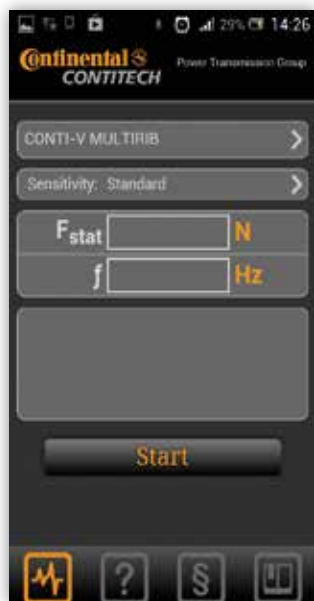 29% 14:26
Continental
CONTITECH
Power Transmission Group
CONTI-V MULTIRIB
Sensitivity: Standard
Fstat N
f Hz
Start
? §